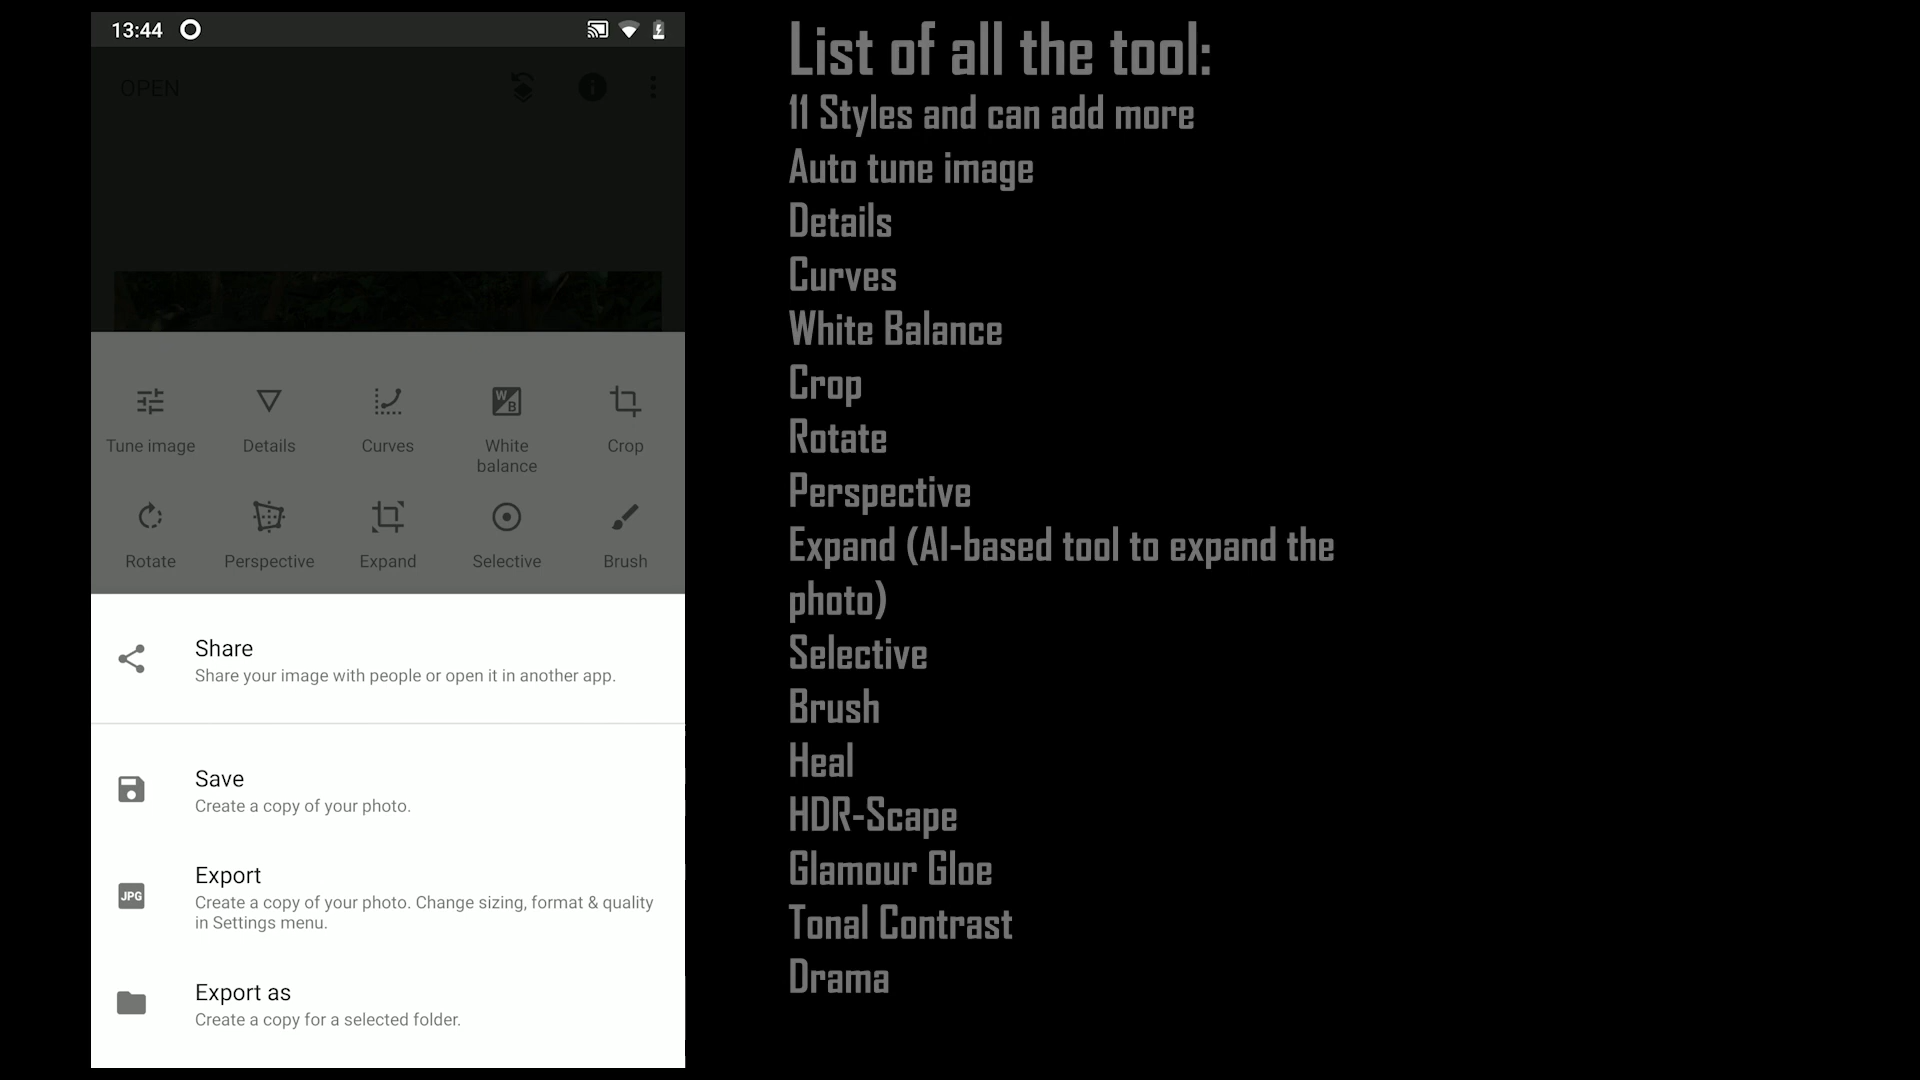 13:44
OPEN
Tune image
Details
Curves
White
balance
Crop
Rotate
Perspective
Expand
Selective
Brush
Share
Share your image with people or open it in another app.
Save
Create a copy of your photo.
JPG
Export
Create a copy of your photo. Change sizing, format & quality
in Settings menu.
Export as
Create a copy for a selected folder.
List of all the tool:
11 Styles and can add more
Auto tune image
Details
Curves
White Balance
Crop
Rotate
Perspective
Expand (AI-based tool to expand the
photo)
Selective
Brush
Heal
HDR-Scape
Glamour Gloe
Tonal Contrast
Drama